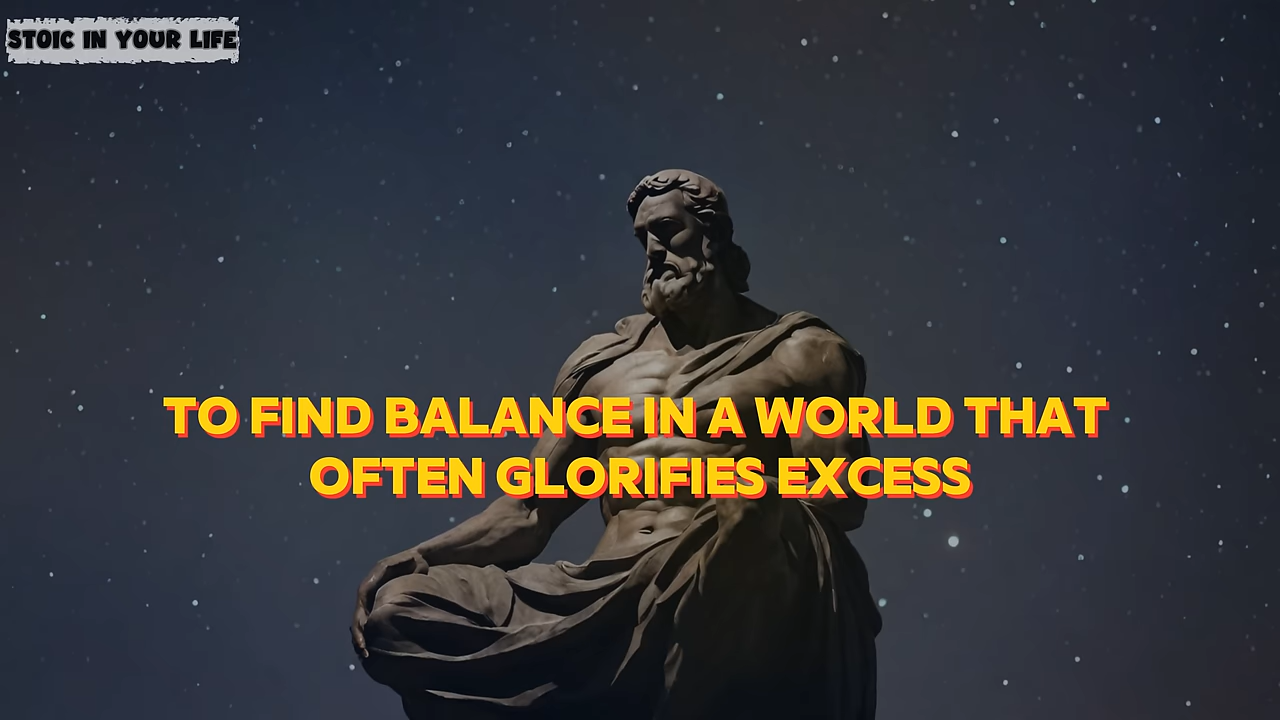 STOIC IN YOUR LIFE
TO FIND BALANCE IN A WORLD THAT
OFTEN GLORIFIES EXCESS